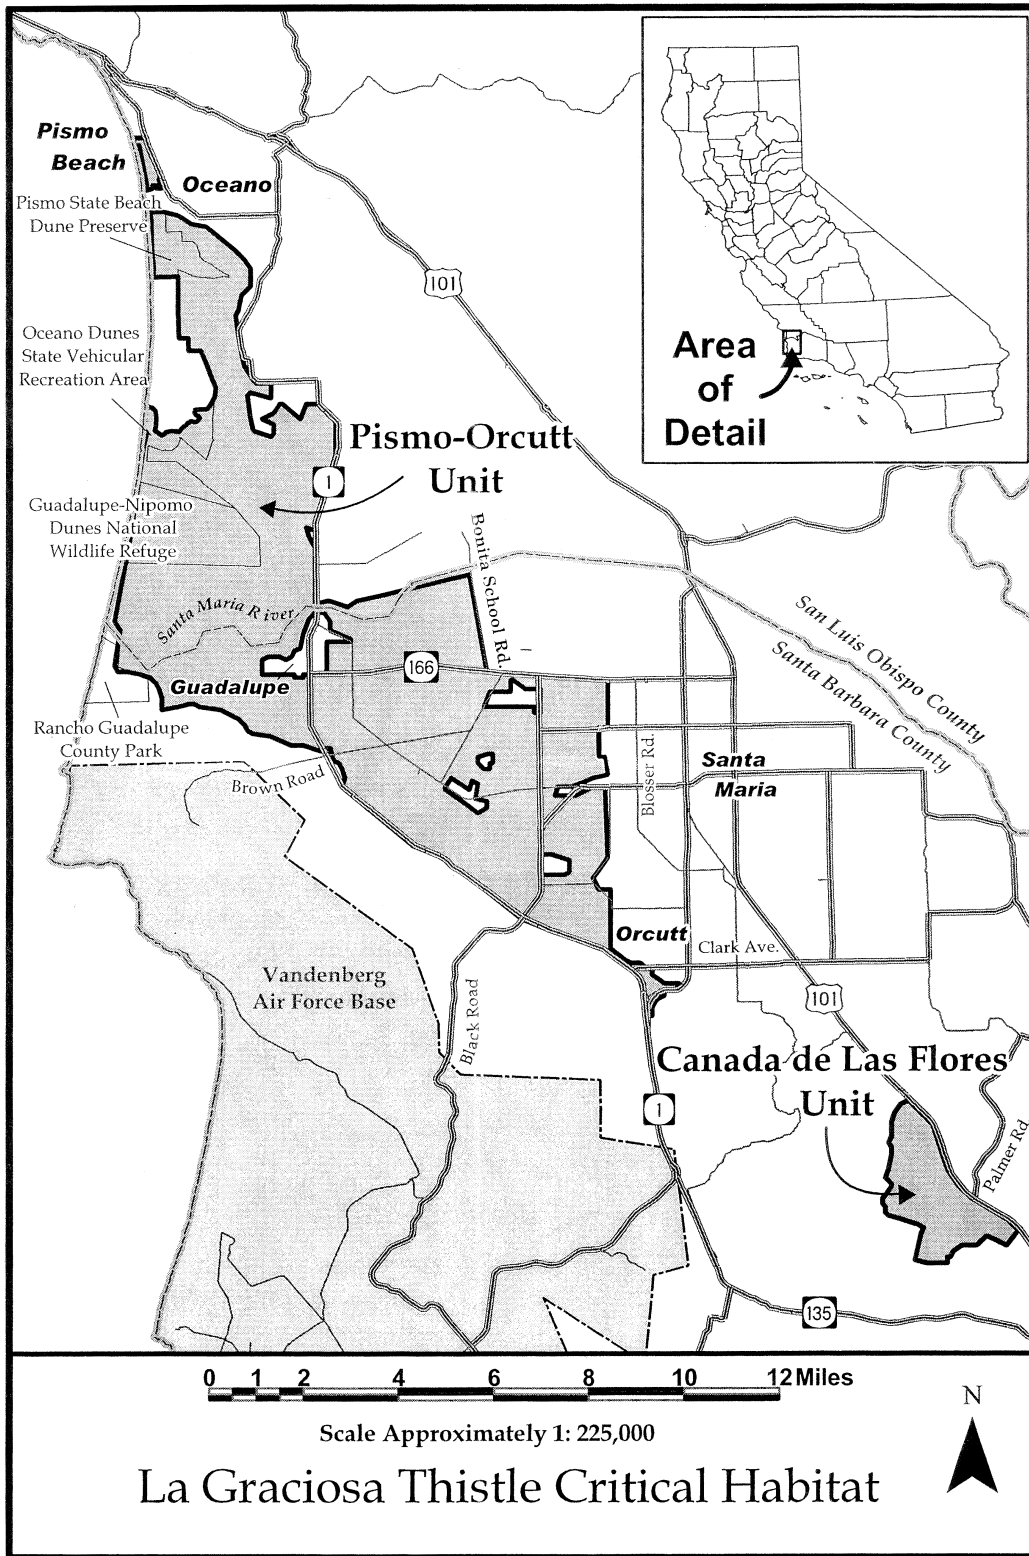 Pismo
Beach
Oceano
Pismo State Beach
Dune Preserve
101
Area
of
Detail
Oceano Dunes
State Vehicular
Recreation Area
Pismo-Orcutt
Unit
1
Guadalupe-Nipomo
Dunes National
Wildlife Refuge
Bonita School Rd.
Santa Maria River
San Luis Obispo County
Santa Barbara County
166
Guadalupe
Rancho Guadalupe
County Park
Brown Road
Blosser Rd.
Santa
Maria
Orcutt
Clark Ave.
Vandenberg
Air Force Base
Black Road
101
Canada de Las Flores
Unit
1
Palmer Rd
135
0 1 2 4 6 8 10 12 Miles
Scale Approximately 1: 225,000
N
La Graciosa Thistle Critical Habitat